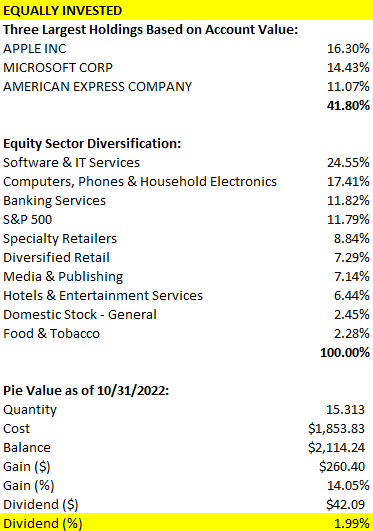 EQUALLY INVESTED
Three Largest Holdings Based on Account Value:
APPLE INC 16.30%
MICROSOFT CORP 14.43%
AMERICAN EXPRESS COMPANY 11.07%
41.80%
Equity Sector Diversification:
Software & IT Services 24.55%
Computers, Phones & Household Electronics 17.41%
Banking Services 11.82%
S&P 500 11.79%
Specialty Retailers 8.84%
Diversified Retail 7.29%
Media & Publishing 7.14%
Hotels & Entertainment Services 6.44%
Domestic Stock - General 2.45%
Food & Tobacco 2.28%
100.00%
Pie Value as of 10/31/2022:
Quantity 15.313
Cost $1,853.83
Balance $2,114.24
Gain ($) $260.40
Gain (%) 14.05%
Dividend ($) $42.09
Dividend (%) 1.99%